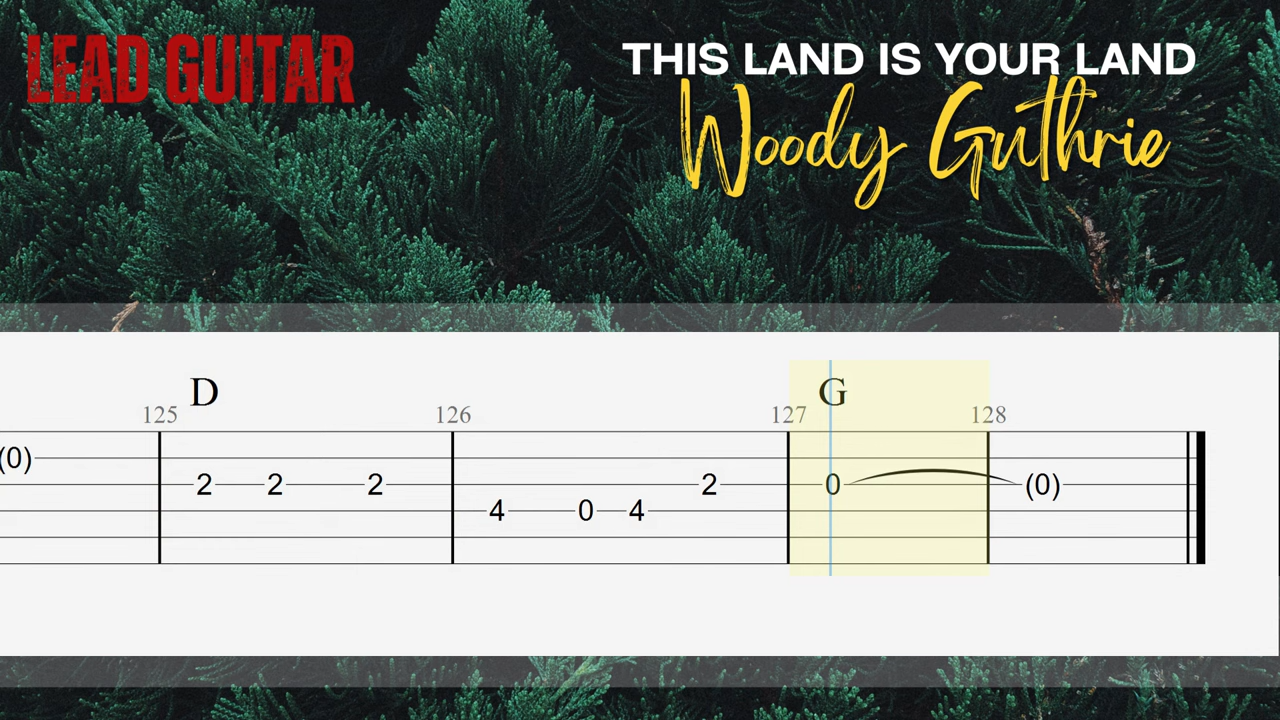 LEAD GUITAR
THIS LAND IS YOUR LAND
Woody Guthrie
D G
125 126 127 128
(0)
2 2 2 2 0 (0)
4 0 4